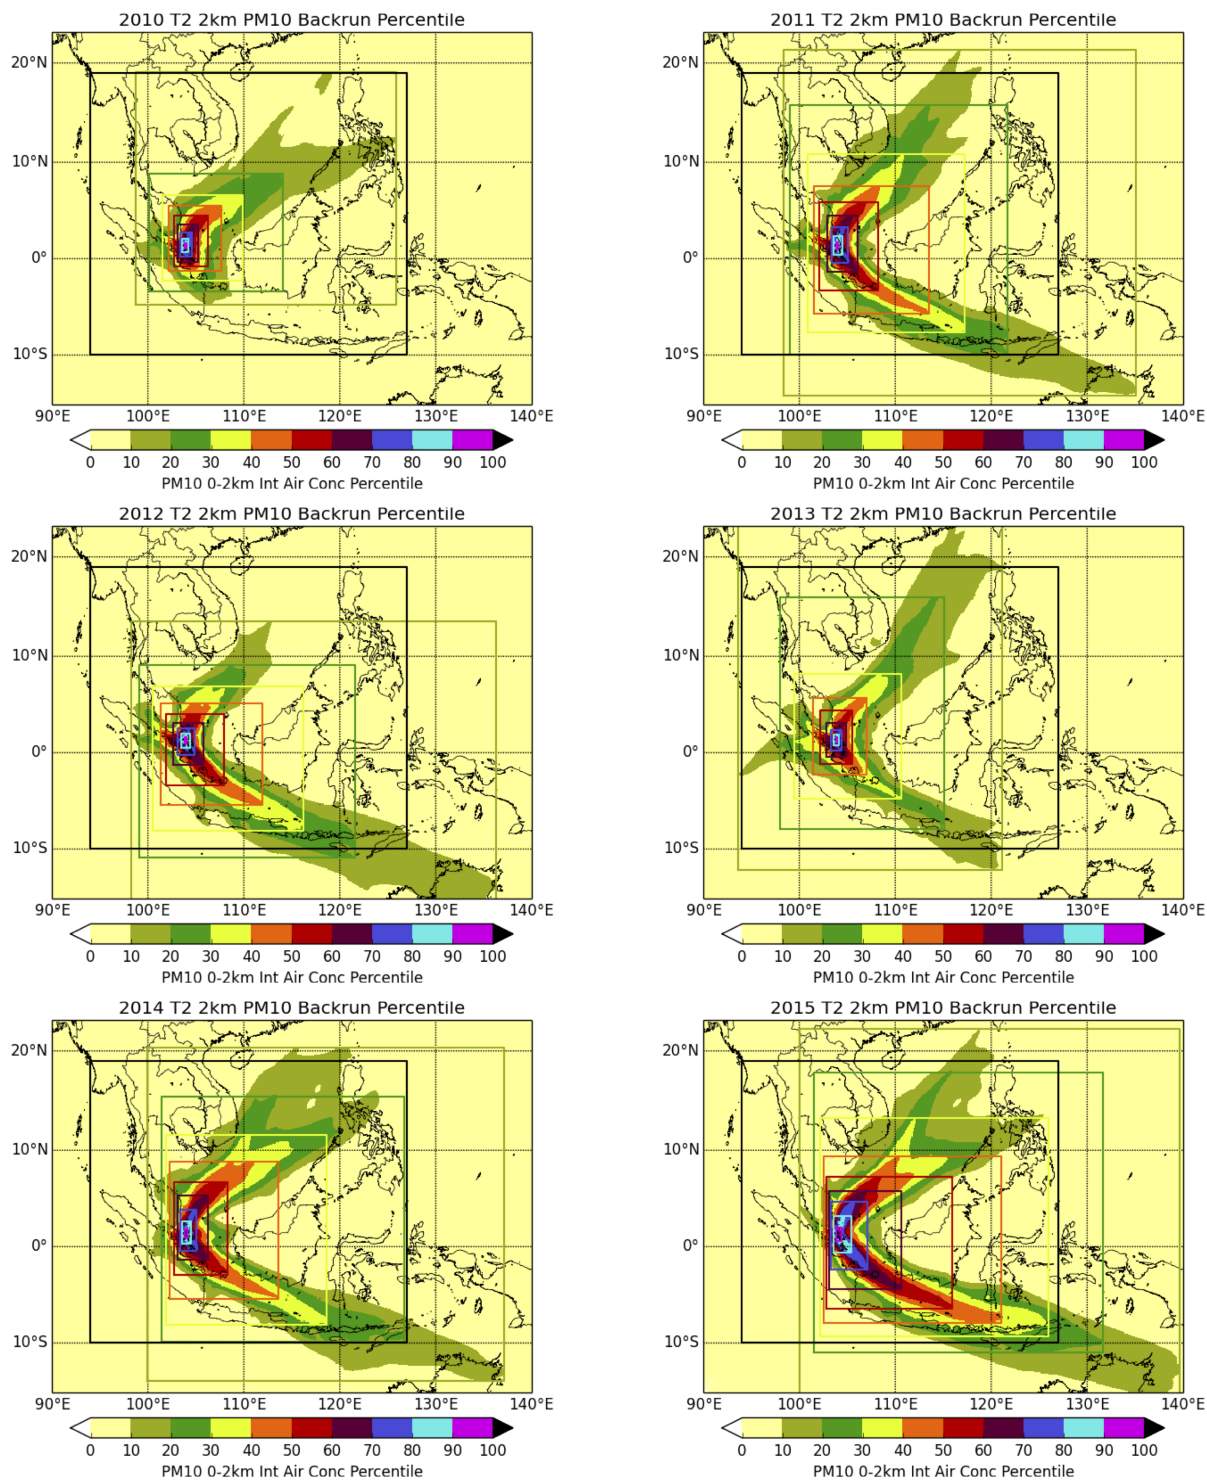 2010 T2 2km PM10 Backrun Percentile
20°N
10°N
0°
10°S
90°E 100°E 110°E 120°E 130°E 140°E
0 10 20 30 40 50 60 70 80 90 100
PM10 0-2km Int Air Conc Percentile
2011 T2 2km PM10 Backrun Percentile
20°N
10°N
0°
10°S
90°E 100°E 110°E 120°E 130°E 140°E
0 10 20 30 40 50 60 70 80 90 100
PM10 0-2km Int Air Conc Percentile
2012 T2 2km PM10 Backrun Percentile
20°N
10°N
0°
10°S
90°E 100°E 110°E 120°E 130°E 140°E
0 10 20 30 40 50 60 70 80 90 100
PM10 0-2km Int Air Conc Percentile
2013 T2 2km PM10 Backrun Percentile
20°N
10°N
0°
10°S
90°E 100°E 110°E 120°E 130°E 140°E
0 10 20 30 40 50 60 70 80 90 100
PM10 0-2km Int Air Conc Percentile
2014 T2 2km PM10 Backrun Percentile
20°N
10°N
0°
10°S
90°E 100°E 110°E 120°E 130°E 140°E
0 10 20 30 40 50 60 70 80 90 100
PM10 0-2km Int Air Conc Percentile
2015 T2 2km PM10 Backrun Percentile
20°N
10°N
0°
10°S
90°E 100°E 110°E 120°E 130°E 140°E
0 10 20 30 40 50 60 70 80 90 100
PM10 0-2km Int Air Conc Percentile